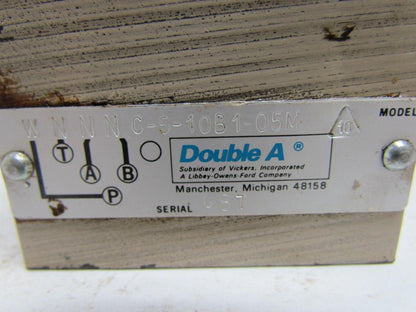 W N N N C-5-10B1-05M 10 MODEL
T
A B
P
Double A®
Subsidiary of Vickers, Incorporated
A Libbey-Owens-Ford Company
Manchester, Michigan 48158
SERIAL